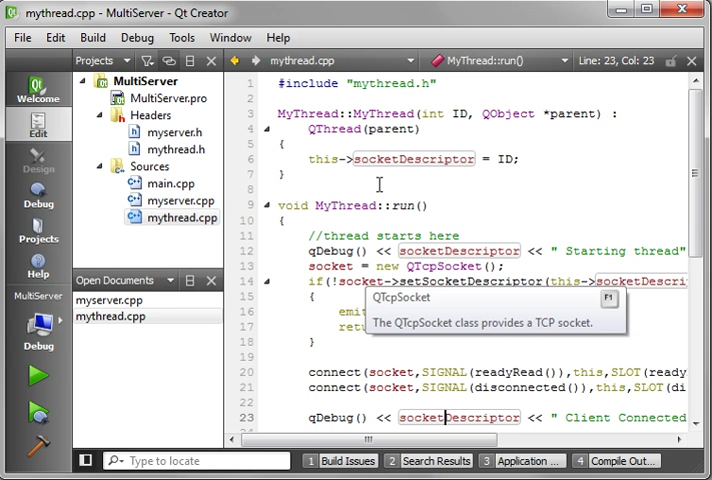 mythread.cpp - MultiServer - Qt Creator
File Edit Build Debug Tools Window Help
Projects
mythread.cpp
MyThread::run()
Line: 23, Col: 23
Welcome
Edit
Design
Debug
Projects
Help
MultiServer
Debug
MultiServer
MultiServer.pro
Headers
myserver.h
mythread.h
Sources
main.cpp
myserver.cpp
mythread.cpp
Open Documents
myserver.cpp
mythread.cpp
1 #include "mythread.h"
2
3 MyThread::MyThread(int ID, QObject *parent) :
4 QThread(parent)
5 {
6 this->socketDescriptor = ID;
7 }
8
9 void MyThread::run()
10 {
11 //thread starts here
12 qDebug() << socketDescriptor << " Starting thread"
13 socket = new QTcpSocket();
14 if(!socket->setSocketDescriptor(this->socketDescri
15 {
16 emit
17 retu
18 }
19
20 connect(socket,SIGNAL(readyRead()),this,SLOT(ready
21 connect(socket,SIGNAL(disconnected()),this,SLOT(di
22
23 qDebug() << socketDescriptor << " Client Connected
QTcpSocket
F1
The QTcpSocket class provides a TCP socket.
Type to locate
1 Build Issues
2 Search Results
3 Application ...
4 Compile Out...